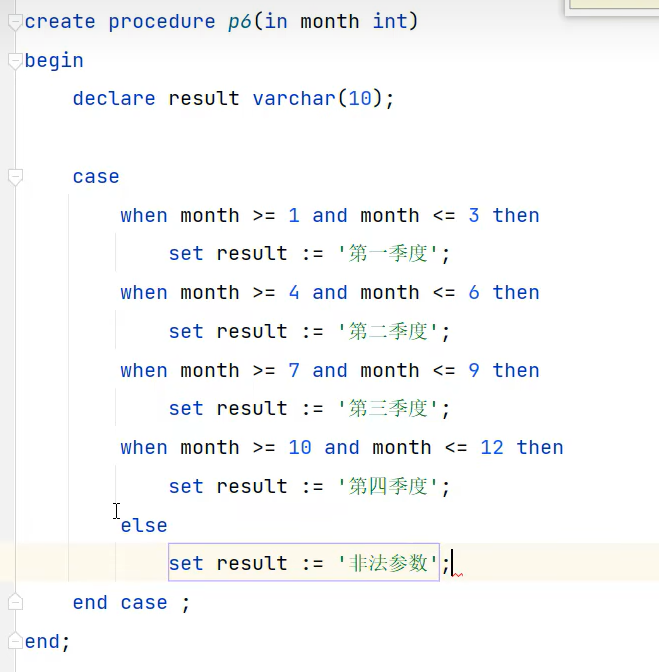 create procedure p6(in month int)
begin
    declare result varchar(10);

    case
        when month >= 1 and month <= 3 then
            set result := '第一季度';
        when month >= 4 and month <= 6 then
            set result := '第二季度';
        when month >= 7 and month <= 9 then
            set result := '第三季度';
        when month >= 10 and month <= 12 then
            set result := '第四季度';
        else
            set result := '非法参数';
    end case ;
end;